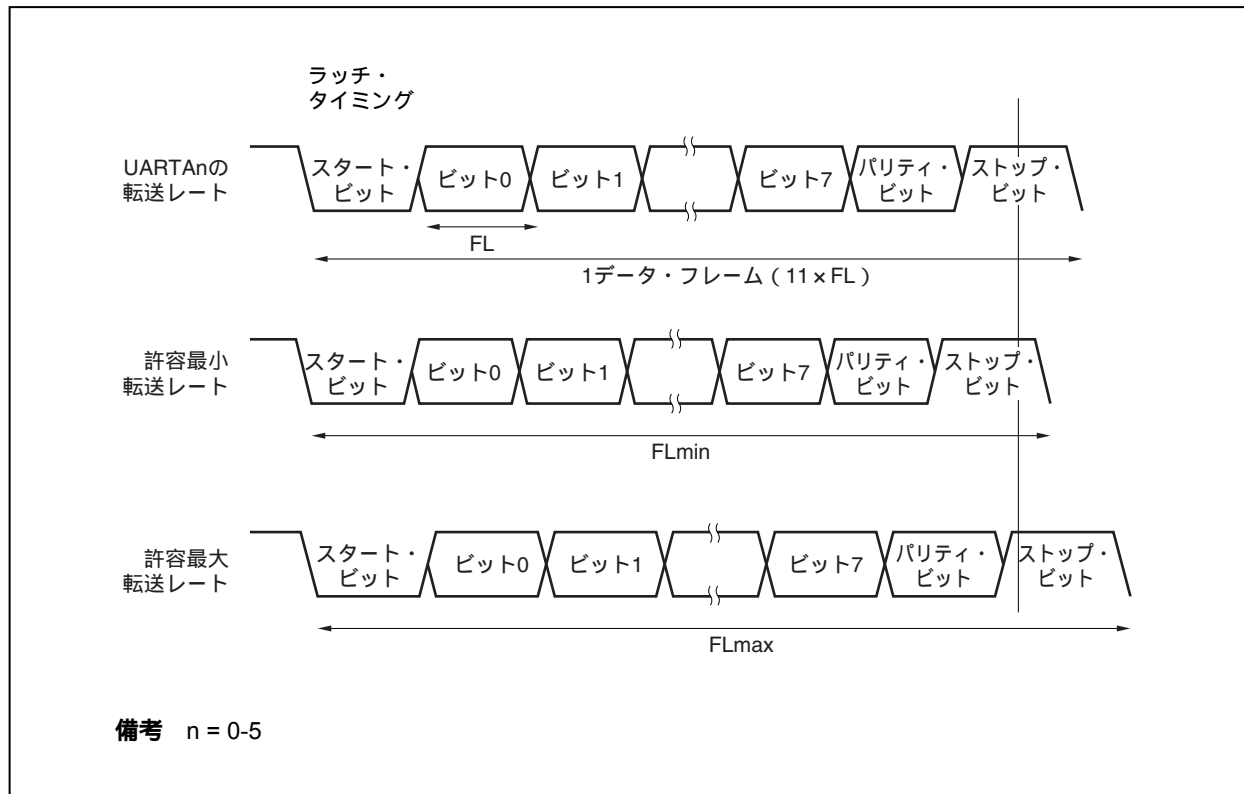 ラッチ・
タイミング
UARTAnの
転送レート
スタート・
ビット
ビット0
ビット1
ビット7
パリティ・
ビット
ストップ・
ビット
FL
1データ・フレーム（11×FL）
許容最小
転送レート
スタート・
ビット
ビット0
ビット1
ビット7
パリティ・
ビット
ストップ・
ビット
FLmin
許容最大
転送レート
スタート・
ビット
ビット0
ビット1
ビット7
パリティ・
ビット
ストップ・
ビット
FLmax
備考 n = 0-5